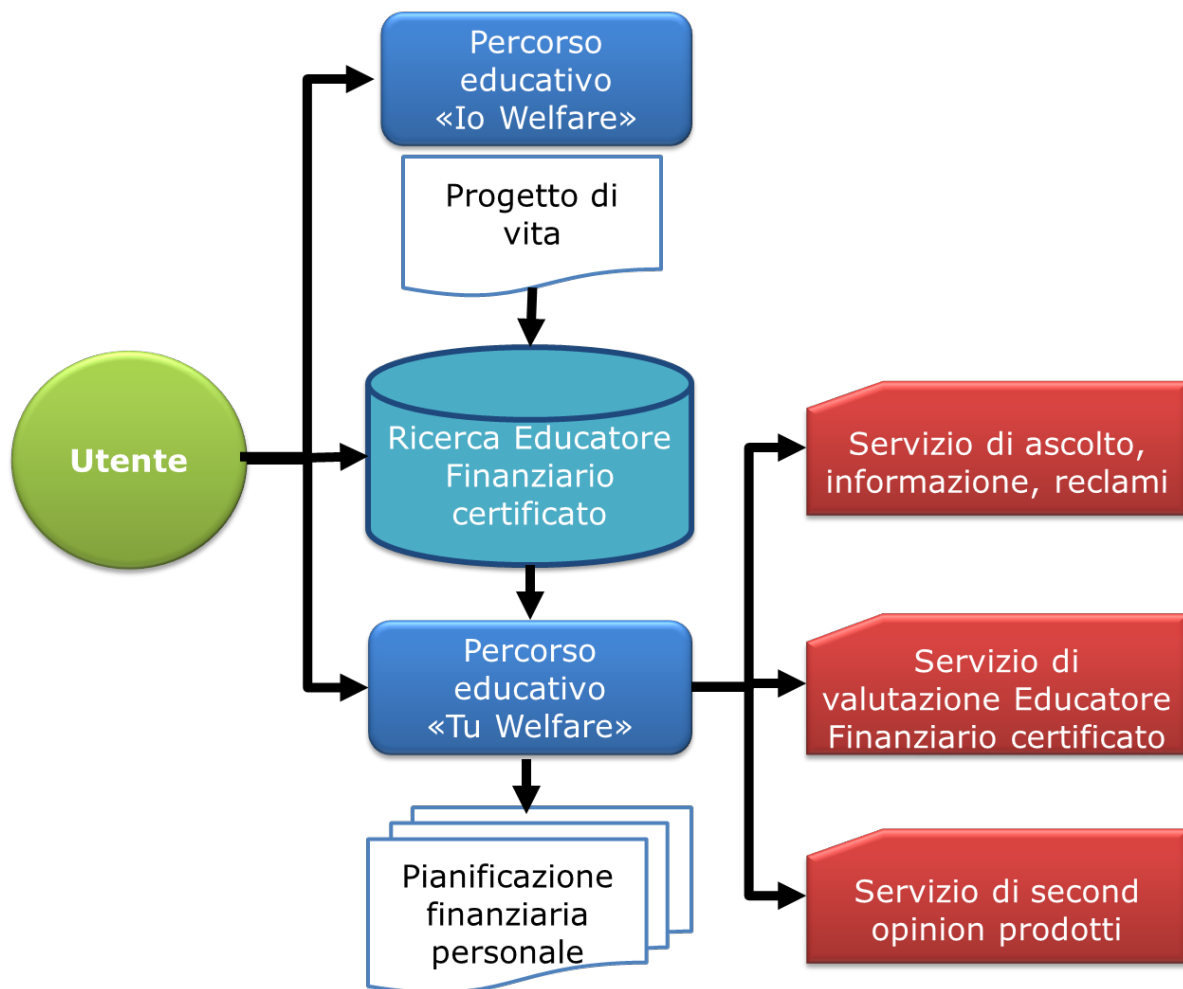 Percorso
educativo
«Io Welfare»
Progetto di
vita
Utente
Ricerca Educatore
Finanziario
certificato
Percorso
educativo
«Tu Welfare»
Pianificazione
finanziaria
personale
Servizio di ascolto,
informazione, reclami
Servizio di
valutazione Educatore
Finanziario certificato
Servizio di second
opinion prodotti